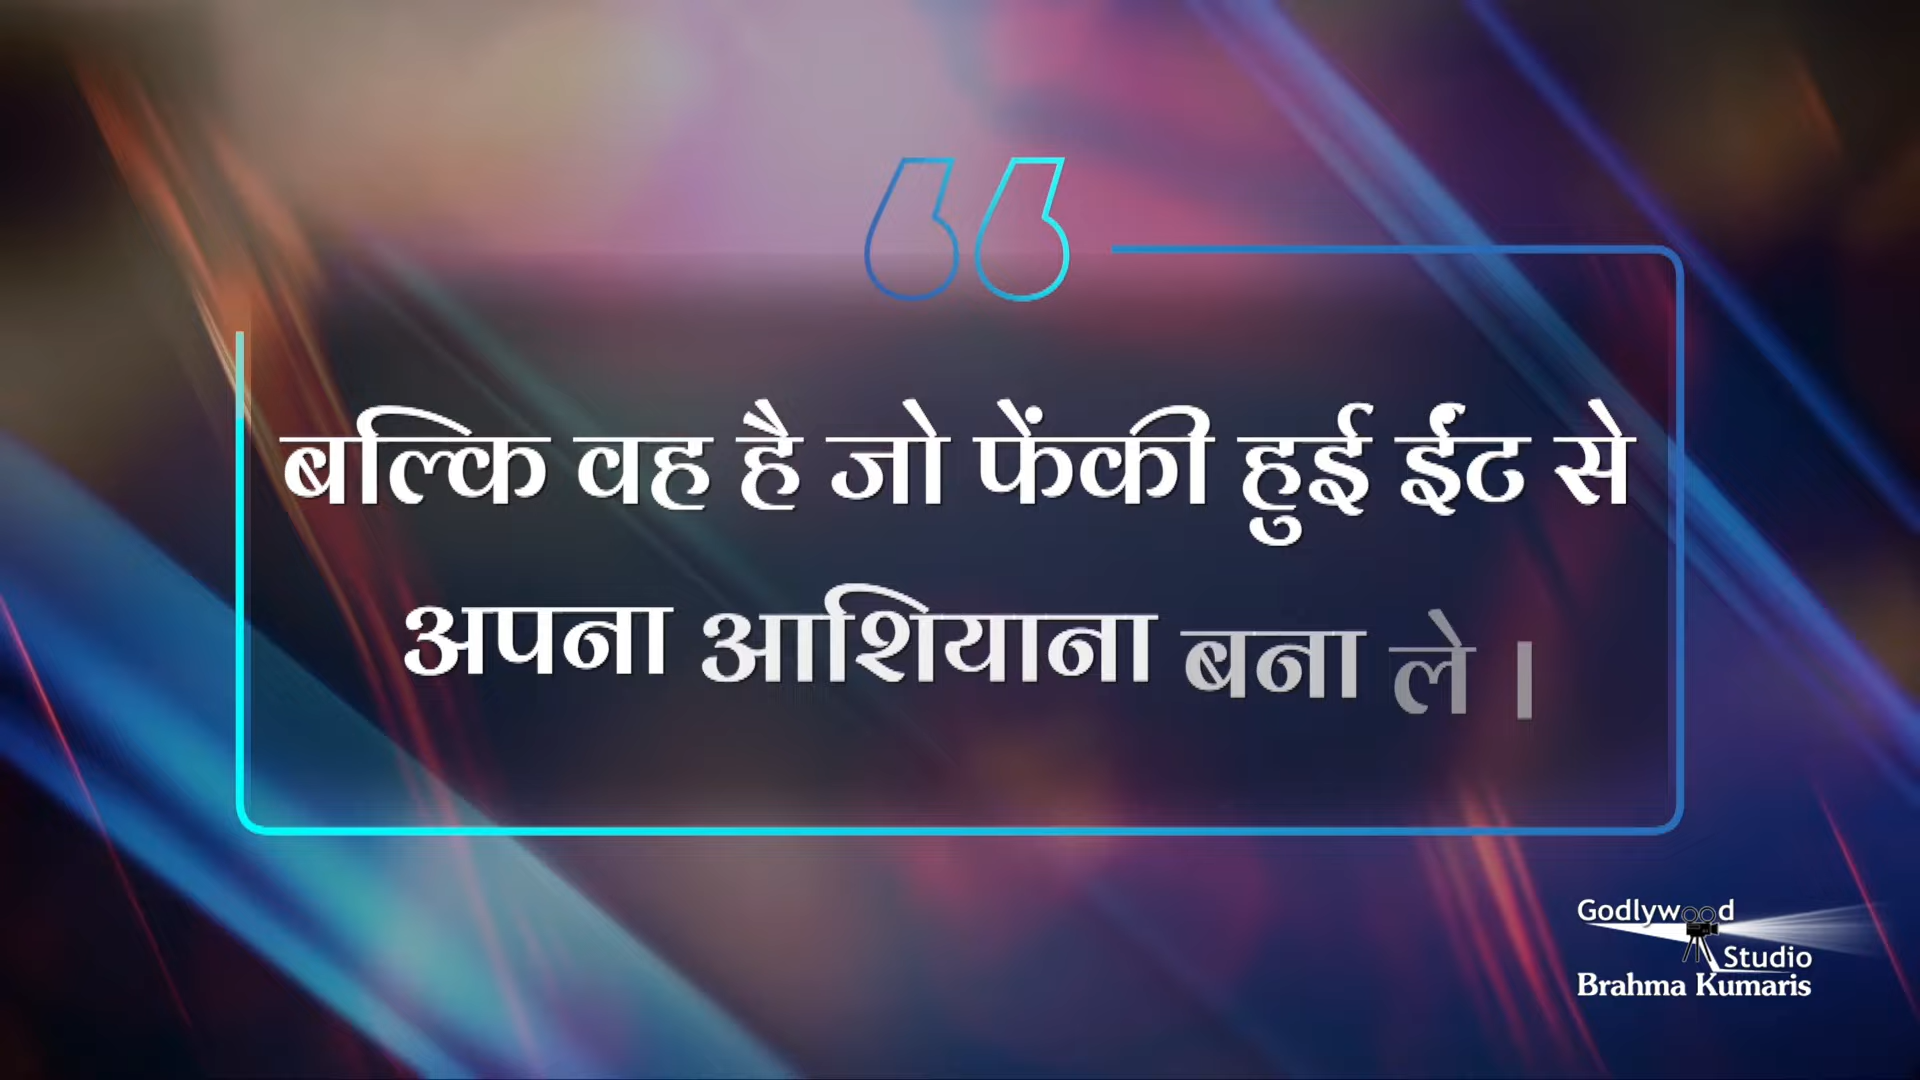 बल्कि वह है जो फेंकी हुई ईंट से
अपना आशियाना बना ले ।
Godlywood
Studio
Brahma Kumaris